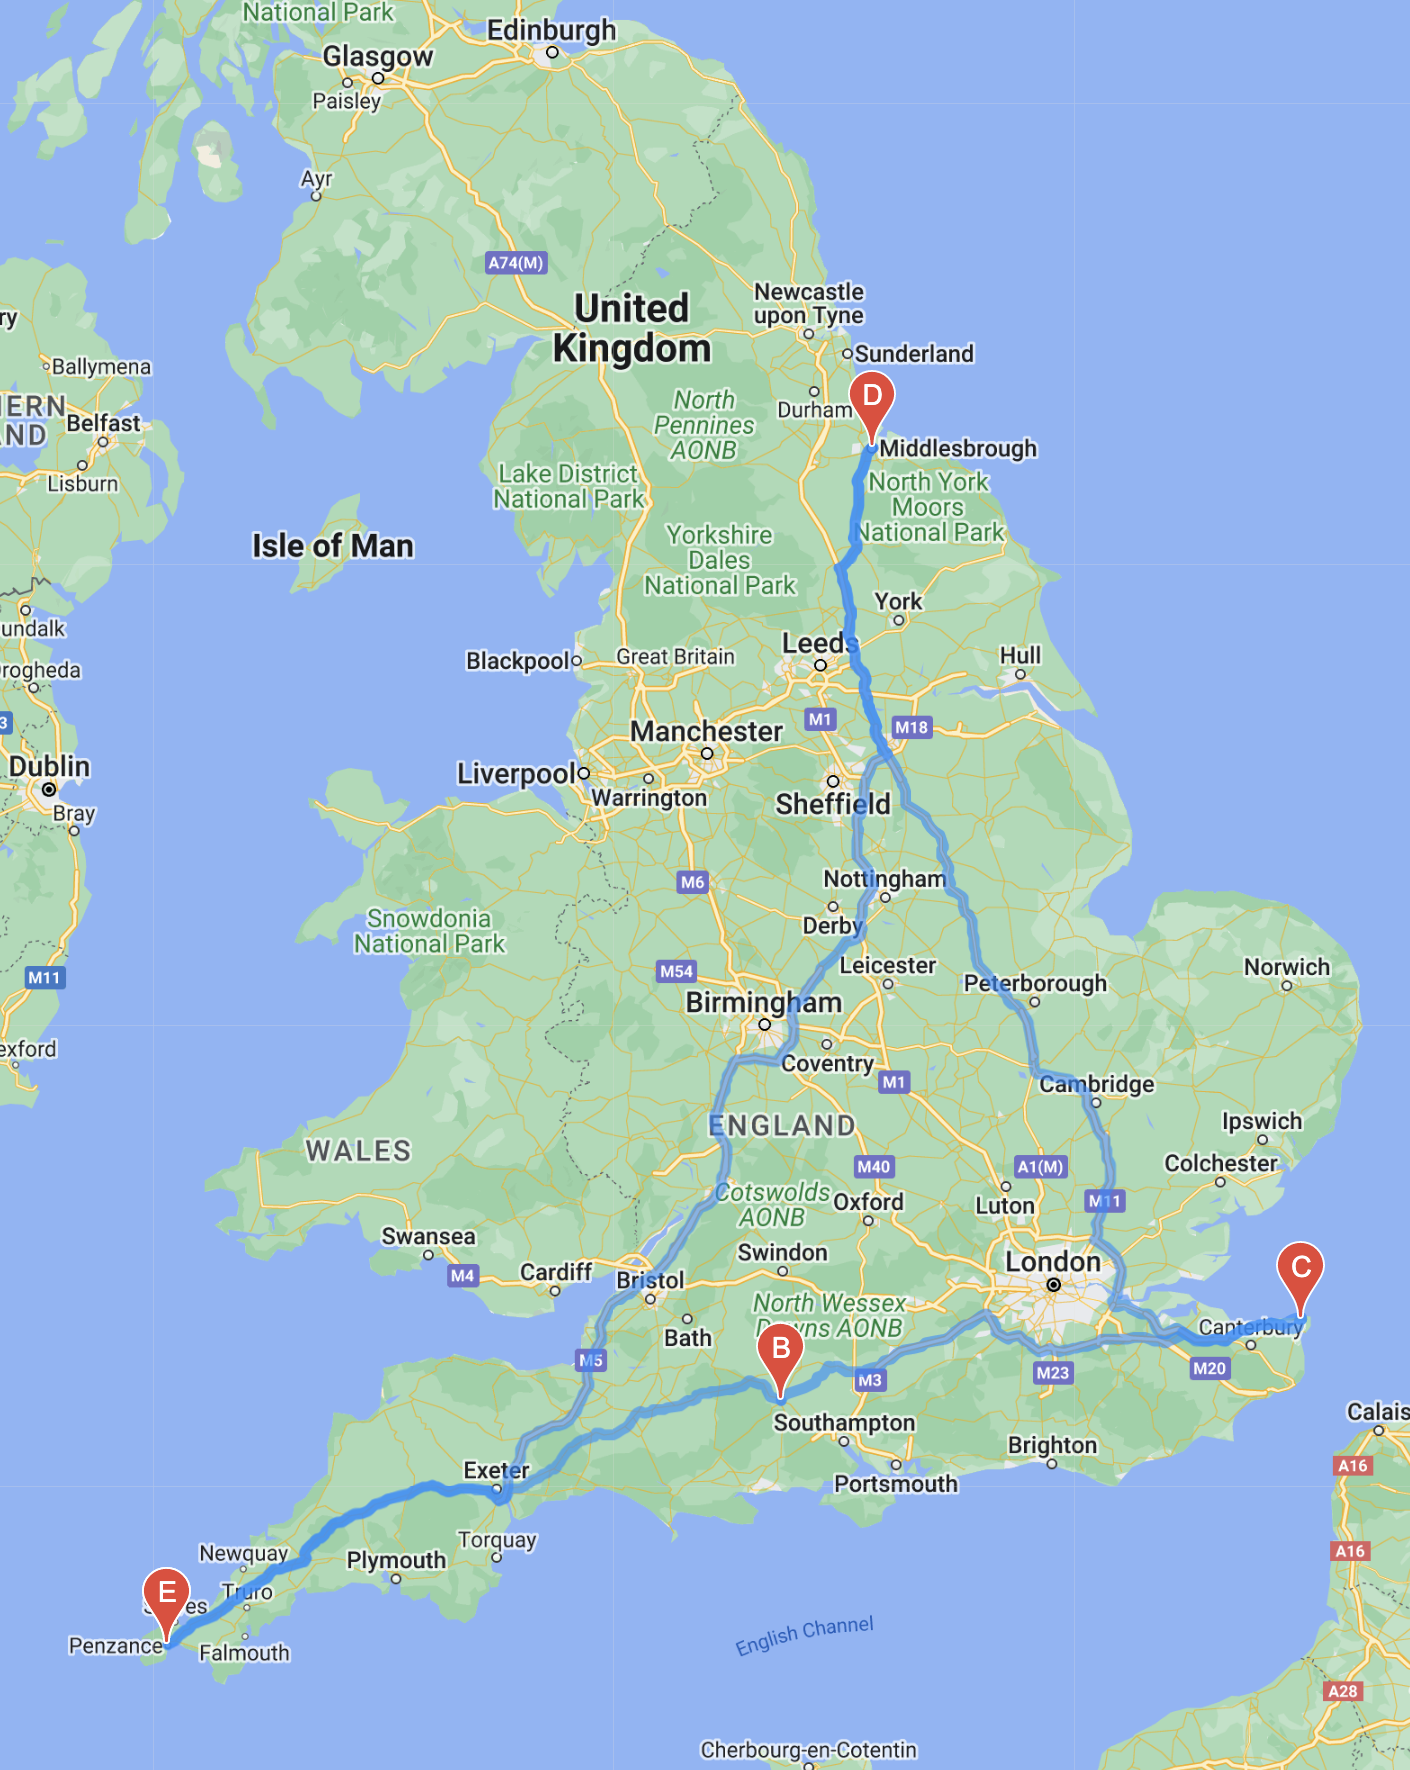 National Park
Edinburgh
Glasgow
Paisley
Ayr
A74(M)
United
Kingdom
Newcastle
upon Tyne
Sunderland
ry
Ballymena
North
Pennines
AONB
D
Durham
IERN
AND
Belfast
Lisburn
Middlesbrough
Lake District
National Park
North York
Moors
National Park
Isle of Man
Yorkshire
Dales
National Park
York
undalk
Leeds
Blackpool
Great Britain
Hull
rogheda
3
M1
M18
Manchester
Dublin
Liverpool
Warrington
Sheffield
Bray
M6
Nottingham
Snowdonia
National Park
Derby
M11
M54
Leicester
Peterborough
Norwich
Birmingham
exford
Coventry
M1
Cambridge
ENGLAND
Ipswich
WALES
M40
A1(M)
Colchester
Cotswolds
AONB
Oxford
Luton
M11
Swansea
M4
Cardiff
Bristol
Swindon
London
C
North Wessex
Downs AONB
Bath
B
Canterbury
M5
M3
M23
M20
Southampton
Calais
Brighton
Portsmouth
A16
Exeter
Torquay
Newquay
Plymouth
A16
E
Truro
es
Penzance
Falmouth
English Channel
A28
Cherbourg-en-Cotentin